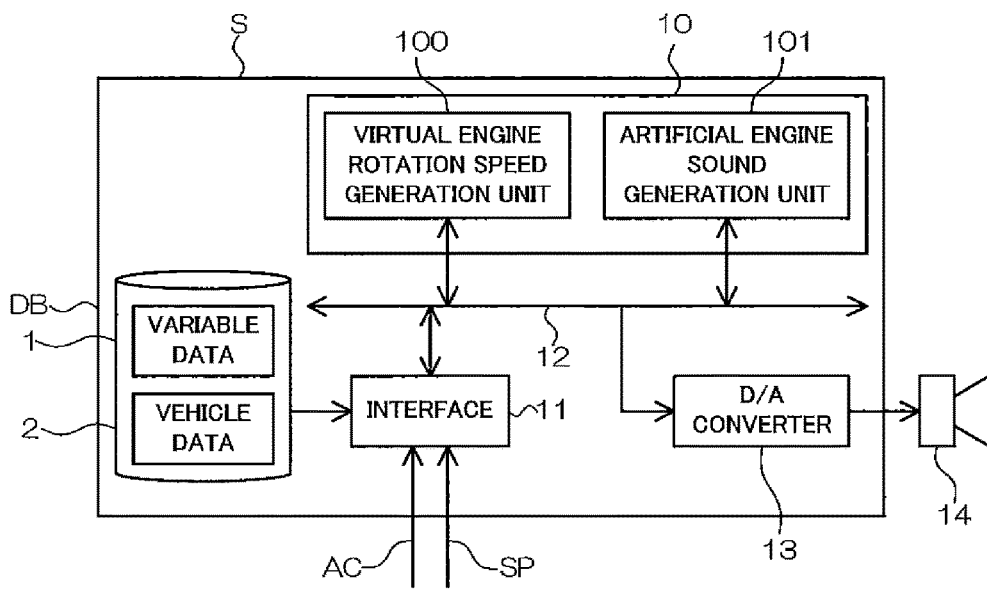 S
100
10
101
VIRTUAL ENGINE
ROTATION SPEED
GENERATION UNIT
ARTIFICIAL ENGINE
SOUND
GENERATION UNIT
DB
1
VARIABLE
DATA
2
VEHICLE
DATA
12
INTERFACE
11
D/A
CONVERTER
13
14
AC
SP